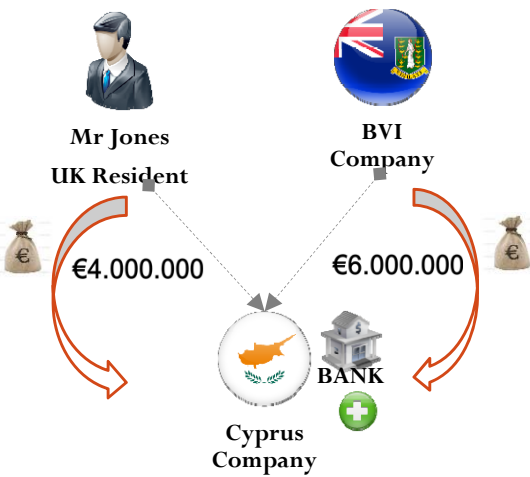 Mr Jones
UK Resident
BVI
Company
€4.000.000
€6.000.000
€
€
$
BANK
Cyprus
Company